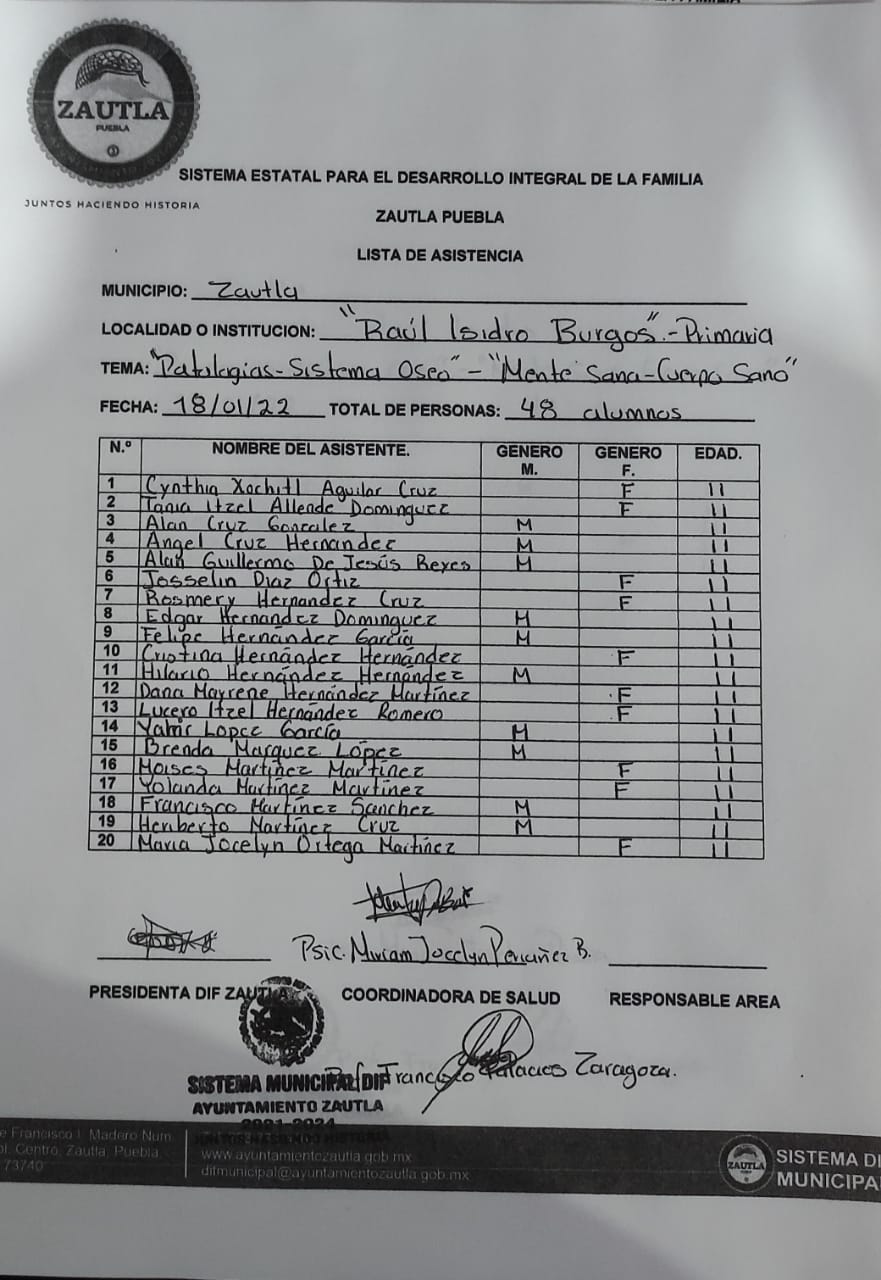 ZAUTLA
PUEBLA
JUNTOS HACIENDO HISTORIA
SISTEMA ESTATAL PARA EL DESARROLLO INTEGRAL DE LA FAMILIA
ZAUTLA PUEBLA
LISTA DE ASISTENCIA
MUNICIPIO: Zautla
LOCALIDAD O INSTITUCION: "Raúl Isidro Burgos".-Primaria
TEMA: "Patologias-Sistema Oseo" - "Mente Sana-Cuerpo Sano"
FECHA: 18/01/22 TOTAL DE PERSONAS: 48 alumnos
N.º NOMBRE DEL ASISTENTE. GENERO M. GENERO F. EDAD.
1 Cynthia Xochitl Aguilar Cruz F 11
2 Tania Itzel Allende Dominguez F 11
3 Alan Cruz Gonzalez M 11
4 Angel Cruz Hernandez M 11
5 Alan Guillermo De Jesús Reyes M 11
6 Josselin Diaz Ortiz F 11
7 Rosmery Hernandez Cruz F 11
8 Edgar Hernandez Dominguez M 11
9 Felipe Hernández García M 11
10 Cristina Hernández Hernández F 11
11 Hilario Hernández Hernández M 11
12 Dana Mayrene Hernández Martínez F 11
13 Lucero Itzel Hernández Romero F 11
14 Yahir Lopez García M 11
15 Brenda Marquez López M 11
16 Moises Martínez Martínez F 11
17 Yolanda Martínez Martínez F 11
18 Francisco Martínez Sanchez M 11
19 Heriberto Martínez Cruz M 11
20 Maria Jocelyn Ortega Martínez F 11
Psic. Miriam Jocelyn B.
PRESIDENTA DIF ZAUTLA COORDINADORA DE SALUD RESPONSABLE AREA
Francisco Palacios Zaragoza.
SISTEMA MUNICIPAL DIF
AYUNTAMIENTO ZAUTLA
2021-2024
JUNTOS HACIENDO HISTORIA
e Francisco I. Madero Num.
ol. Centro, Zautla, Puebla.
73740
www.ayuntamientozautla.gob.mx
difmunicipal@ayuntamientozautla.gob.mx
ZAUTLA
SISTEMA DI
MUNICIPA